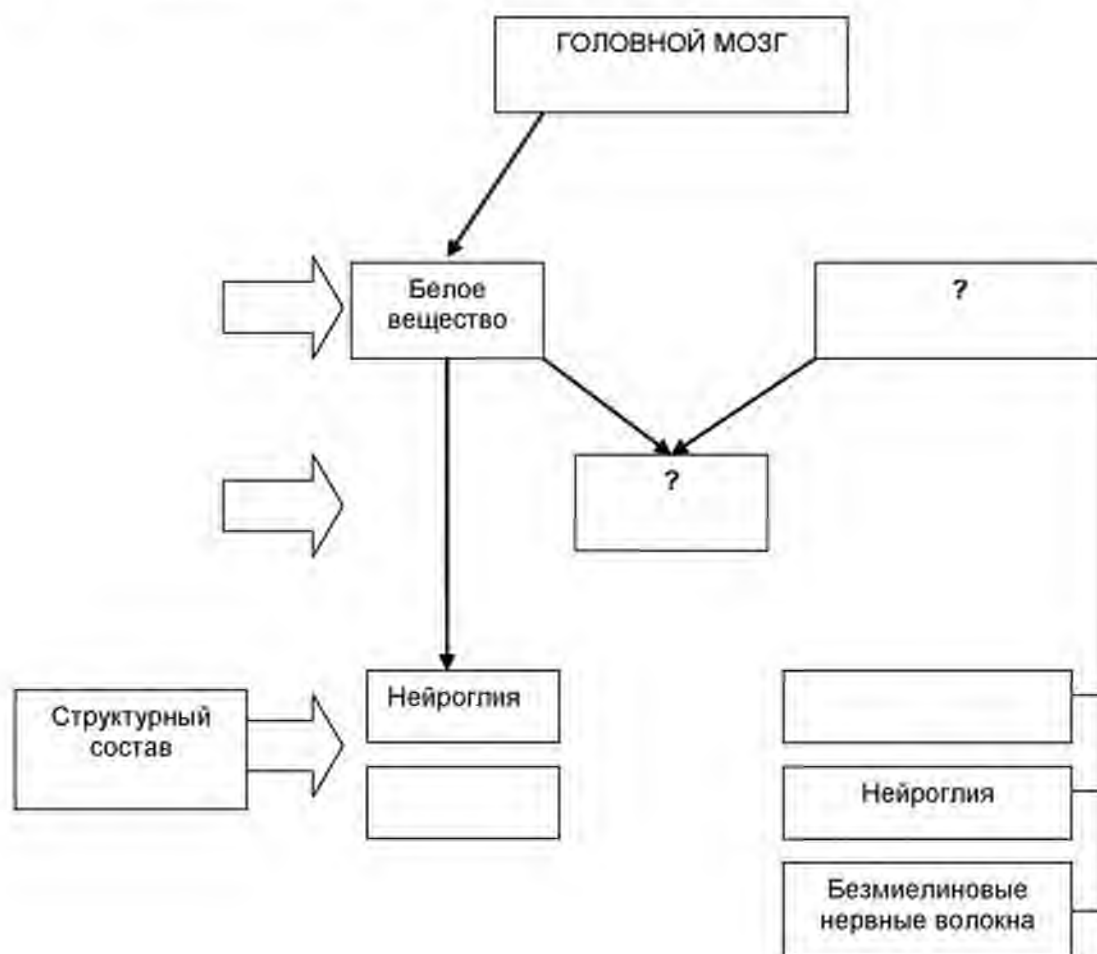 ГОЛОВНОЙ МОЗГ
Белое
вещество
?
?
Структурный
состав
Нейроглия
Нейроглия
Безмиелиновые
нервные волокна